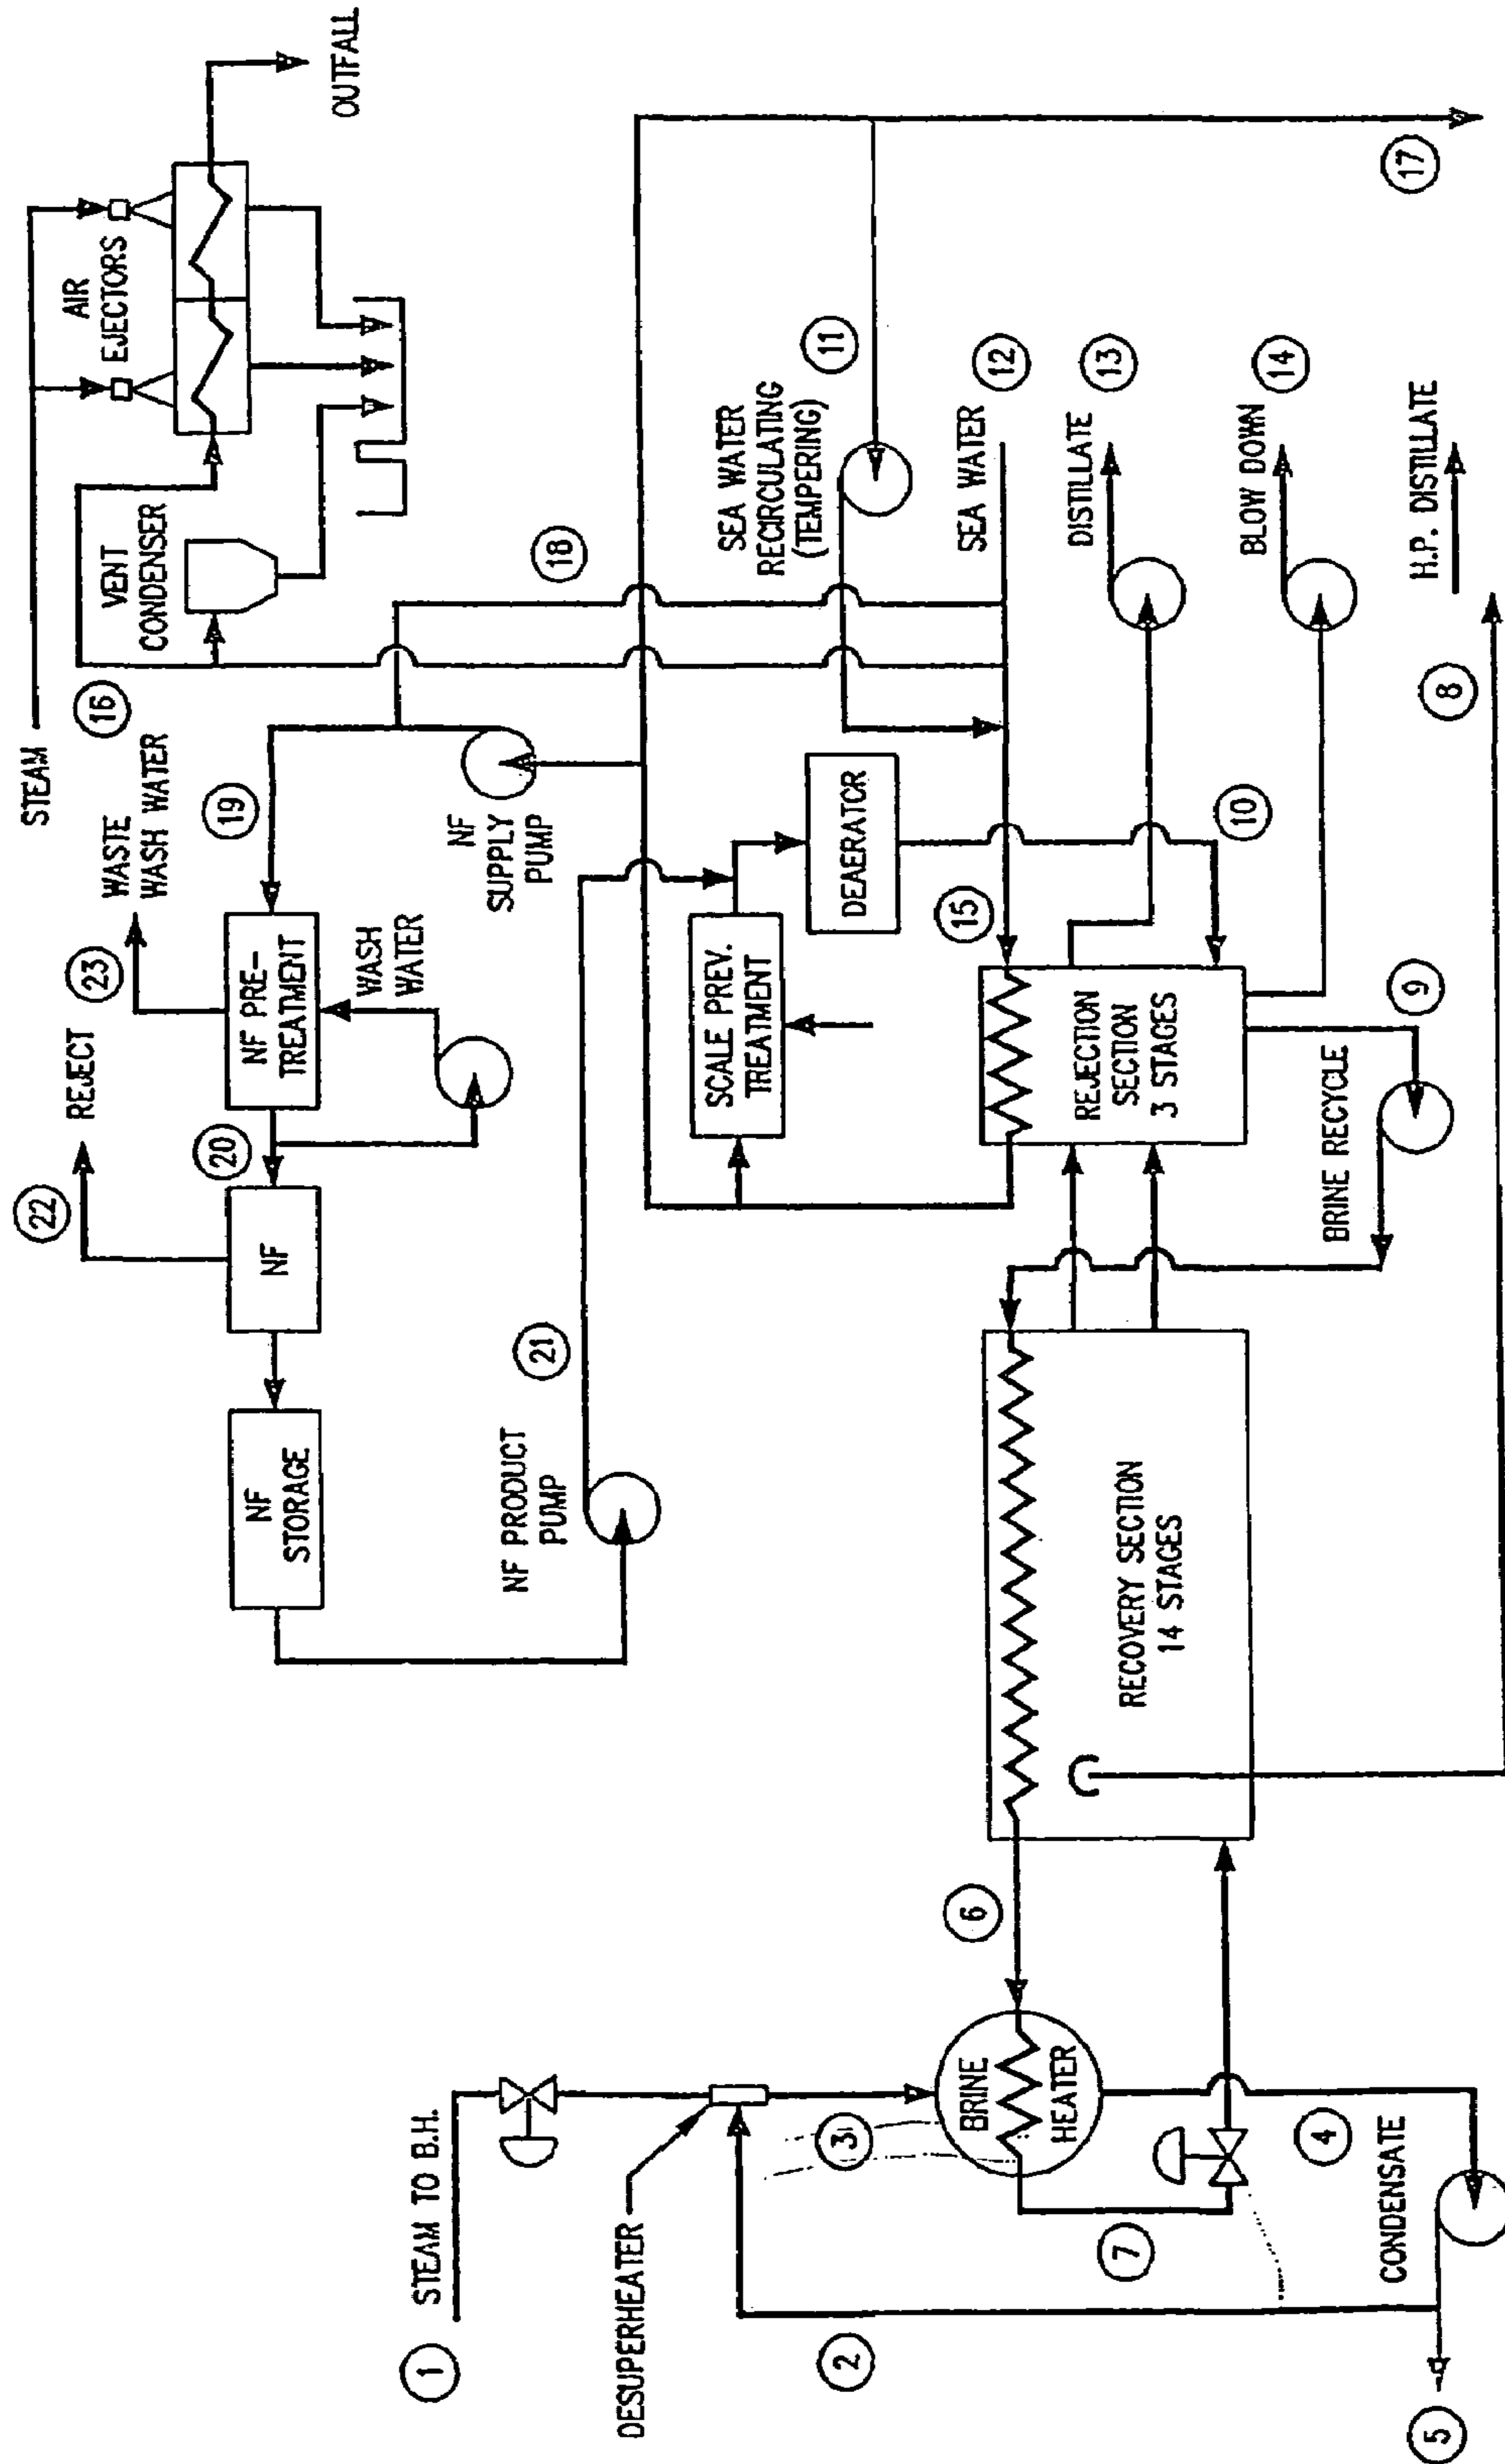 STEAM
AIR
EJECTORS
OUTFALL
16
VENT
CONDENSER
WASTE
WASH WATER
23
REJECT
22
19
NF PRE-
TREATMENT
WASH
WATER
20
NF
NF
STORAGE
NF
SUPPLY
PUMP
18
NF PRODUCT
PUMP
21
SCALE PREV.
TREATMENT
DEAERATOR
SEA WATER
RECIRCULATING
(TEMPERING)
11
SEA WATER
12
DISTILLATE
13
BLOW DOWN
14
H.P. DISTILLATE
8
17
15
10
REJECTION
SECTION
3 STAGES
9
BRINE RECYCLE
RECOVERY SECTION
14 STAGES
6
STEAM TO B.H.
1
DESUPERHEATER
3
BRINE
HEATER
2
7
4
CONDENSATE
5